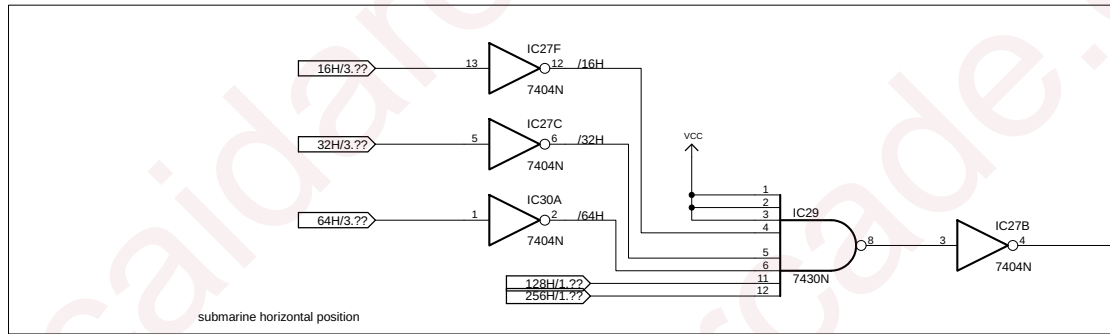 IC27F
16H/3.?? 13 12 /16H
7404N
IC27C
32H/3.?? 5 6 /32H
7404N
VCC
IC30A
64H/3.?? 1 2 /64H
7404N
1
2
3 IC29
4
5
6
11 7430N
12
8
IC27B
3 4
7404N
128H/1.??
256H/1.??
submarine horizontal position